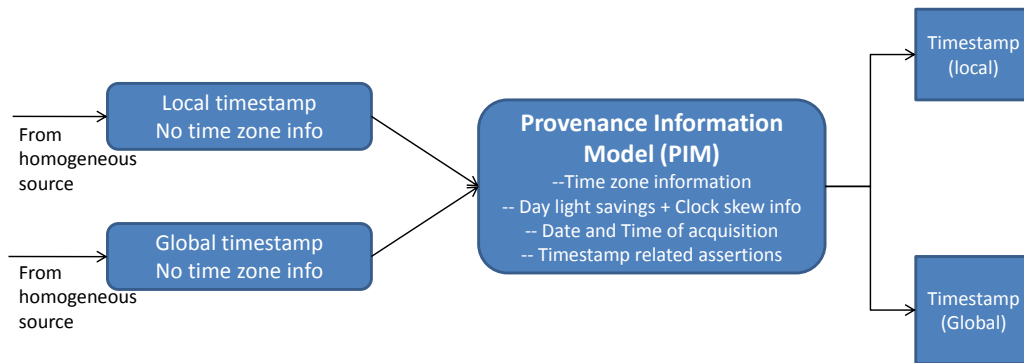 From
homogeneous
source
Local timestamp
No time zone info
From
homogeneous
source
Global timestamp
No time zone info
Provenance Information
Model (PIM)
--Time zone information
-- Day light savings + Clock skew info
-- Date and Time of acquisition
-- Timestamp related assertions
Timestamp
(local)
Timestamp
(Global)